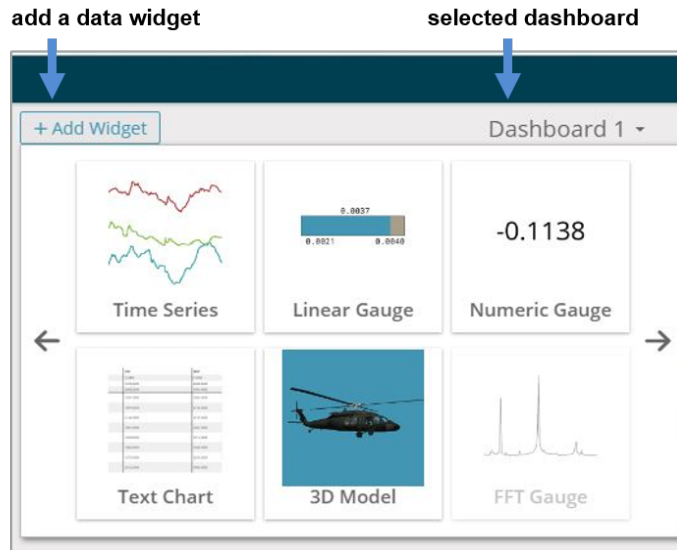 add a data widget
selected dashboard
+ Add Widget
Dashboard 1
0.0037
0.0021
0.0040
-0.1138
Time Series
Linear Gauge
Numeric Gauge
Text Chart
3D Model
FFT Gauge